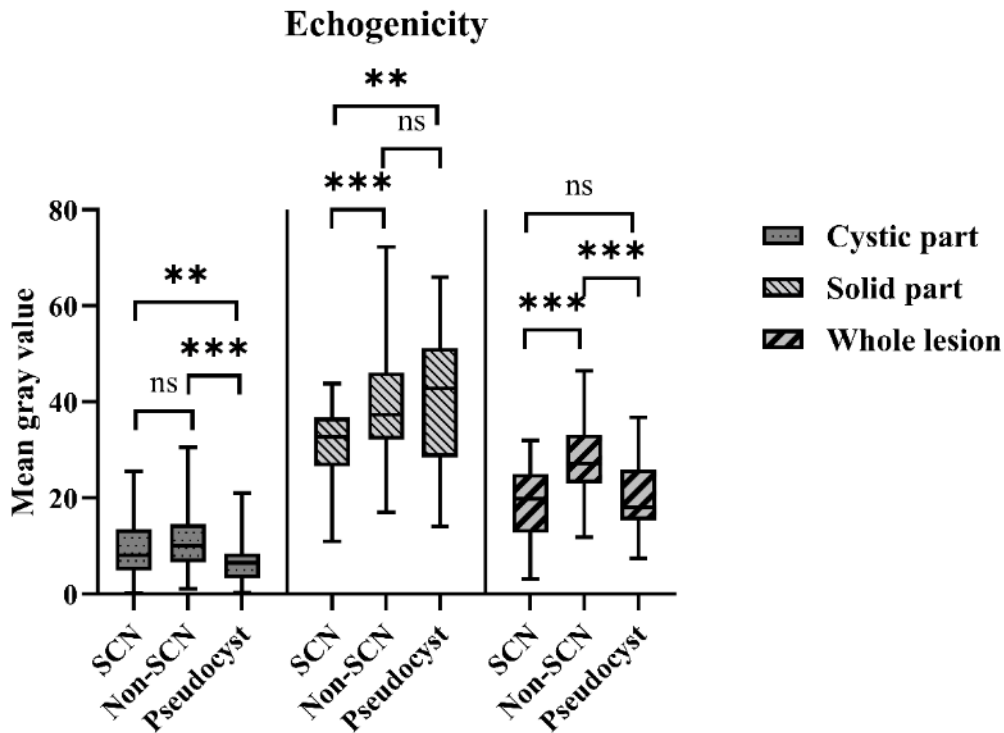 Echogenicity
**
ns
***
ns
***
***
**
***
ns
Mean gray value
80
60
40
20
0
SCN
Non-SCN
Pseudocyst
SCN
Non-SCN
Pseudocyst
SCN
Non-SCN
Pseudocyst
Cystic part
Solid part
Whole lesion